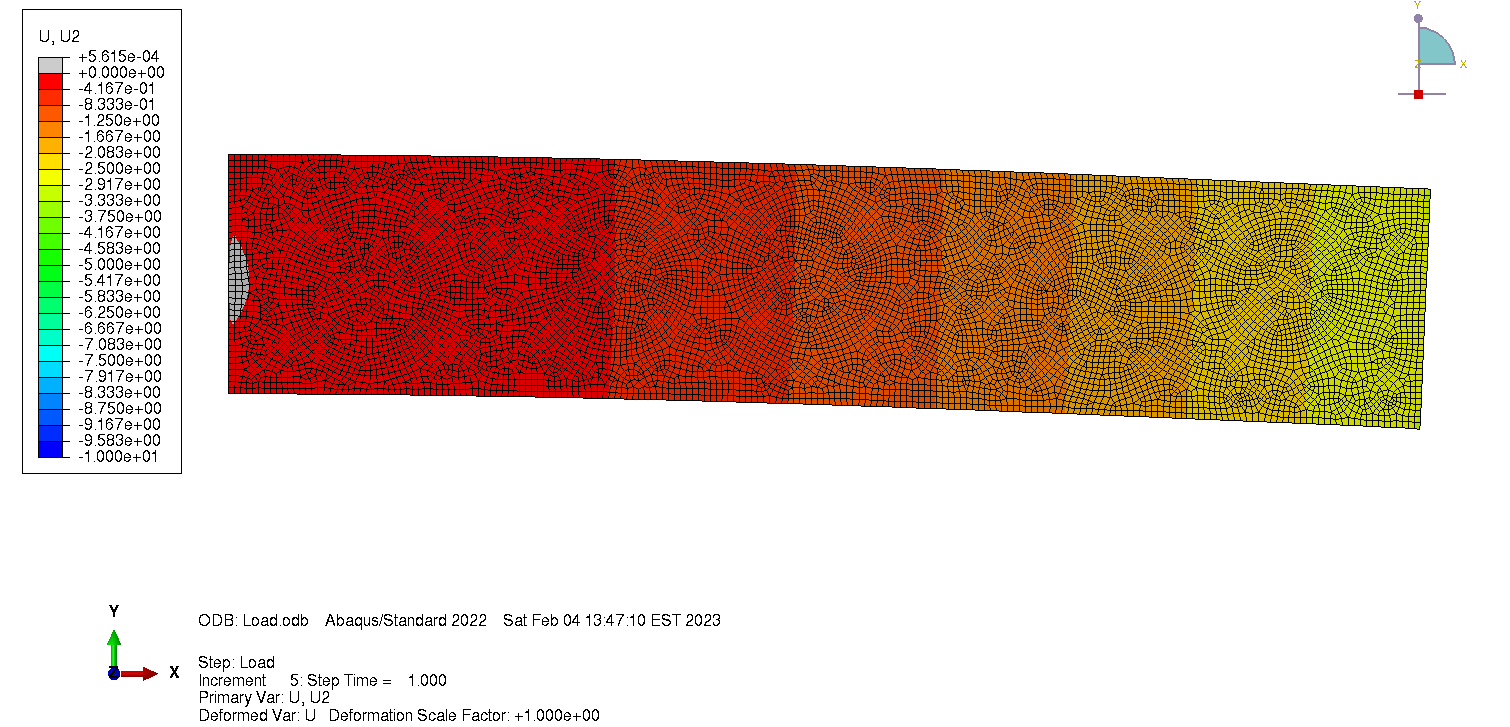 U, U2
+5.615e-04
+0.000e+00
-4.167e-01
-8.333e-01
-1.250e+00
-1.667e+00
-2.083e+00
-2.500e+00
-2.917e+00
-3.333e+00
-3.750e+00
-4.167e+00
-4.583e+00
-5.000e+00
-5.417e+00
-5.833e+00
-6.250e+00
-6.667e+00
-7.083e+00
-7.500e+00
-7.917e+00
-8.333e+00
-8.750e+00
-9.167e+00
-9.583e+00
-1.000e+01
Y
Z
X
Y
Z
X
ODB: Load.odb Abaqus/Standard 2022 Sat Feb 04 13:47:10 EST 2023
Step: Load
Increment 5: Step Time = 1.000
Primary Var: U, U2
Deformed Var: U Deformation Scale Factor: +1.000e+00